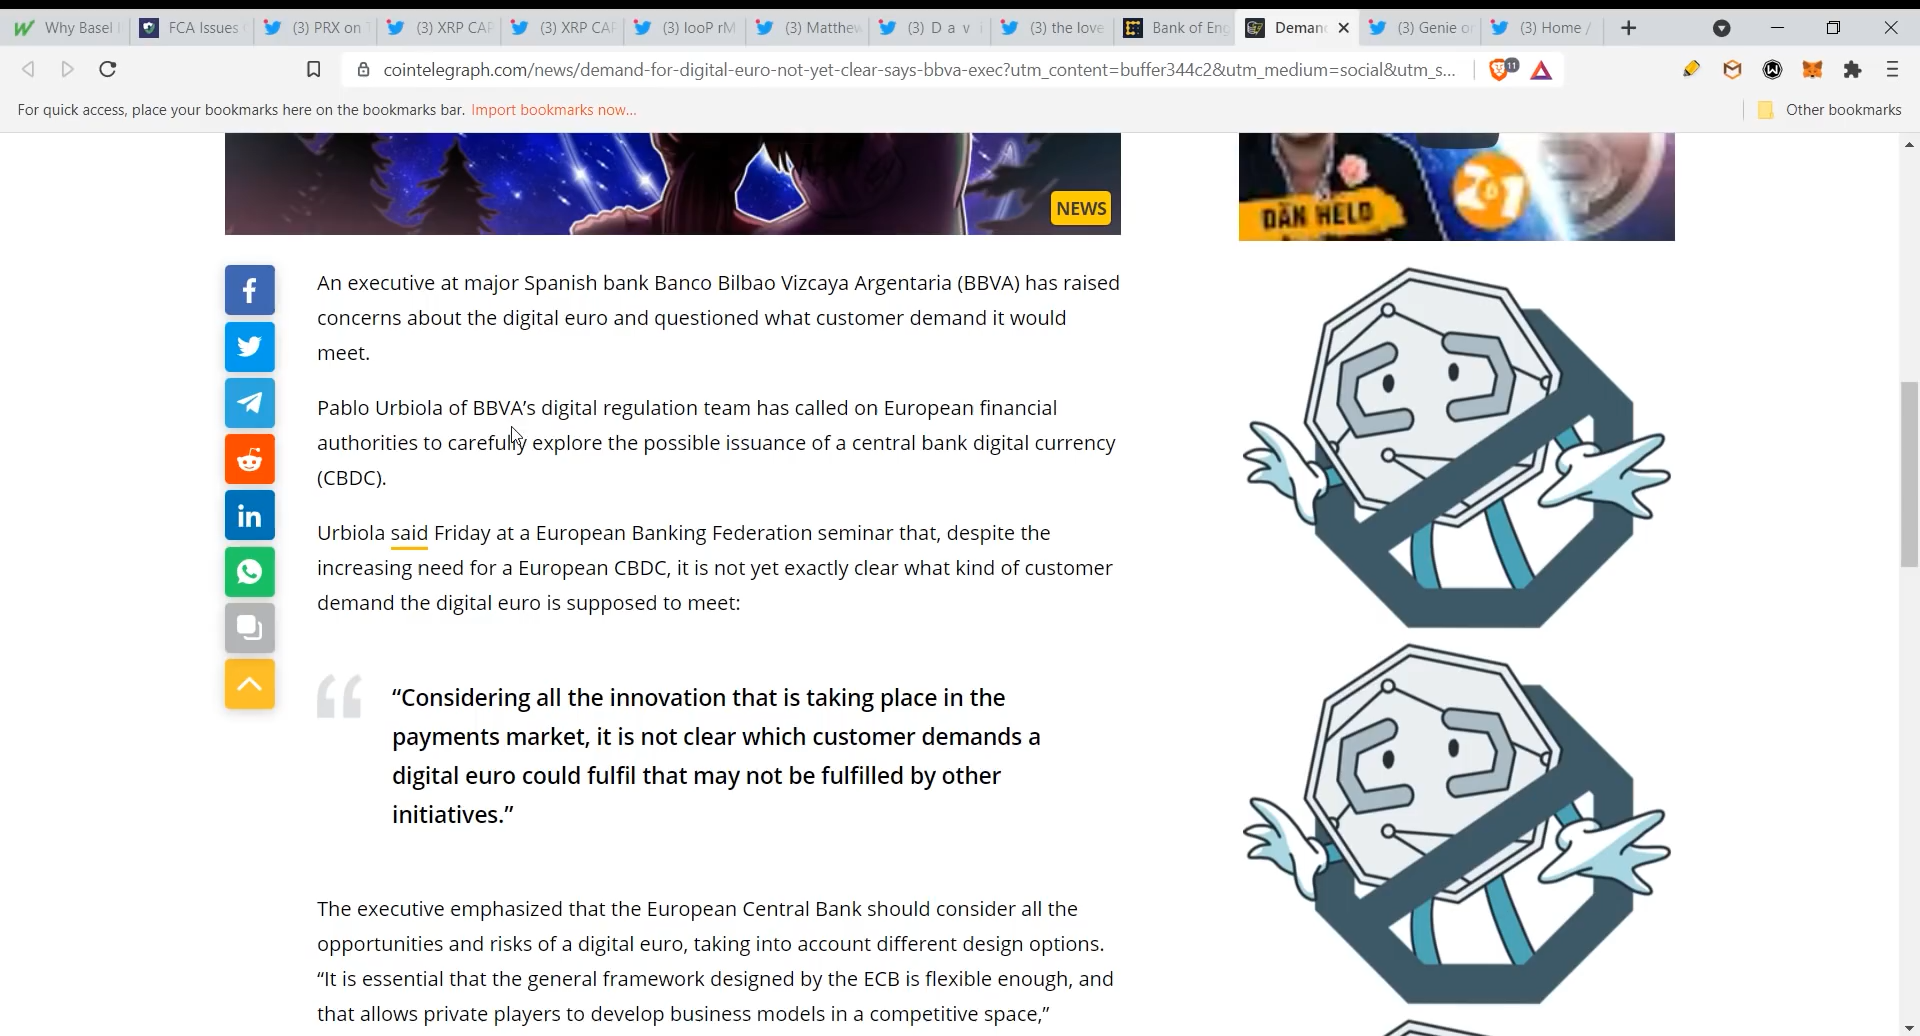 Why Basel
FCA Issues
(3) PRX on
(3) XRP CAP
(3) XRP CAP
(3) looP rM
(3) Matthew
(3) D a v i
(3) the love
Bank of Eng
Deman
(3) Genie o
(3) Home /
cointelegraph.com/news/demand-for-digital-euro-not-yet-clear-says-bbva-exec?utm_content=buffer344c2&utm_medium=social&utm_s...
11
For quick access, place your bookmarks here on the bookmarks bar. Import bookmarks now...
Other bookmarks
NEWS
DAN HELD
An executive at major Spanish bank Banco Bilbao Vizcaya Argentaria (BBVA) has raised
concerns about the digital euro and questioned what customer demand it would
meet.
Pablo Urbiola of BBVA’s digital regulation team has called on European financial
authorities to carefully explore the possible issuance of a central bank digital currency
(CBDC).
Urbiola said Friday at a European Banking Federation seminar that, despite the
increasing need for a European CBDC, it is not yet exactly clear what kind of customer
demand the digital euro is supposed to meet:
“Considering all the innovation that is taking place in the
payments market, it is not clear which customer demands a
digital euro could fulfil that may not be fulfilled by other
initiatives.”
The executive emphasized that the European Central Bank should consider all the
opportunities and risks of a digital euro, taking into account different design options.
“It is essential that the general framework designed by the ECB is flexible enough, and
that allows private players to develop business models in a competitive space,”